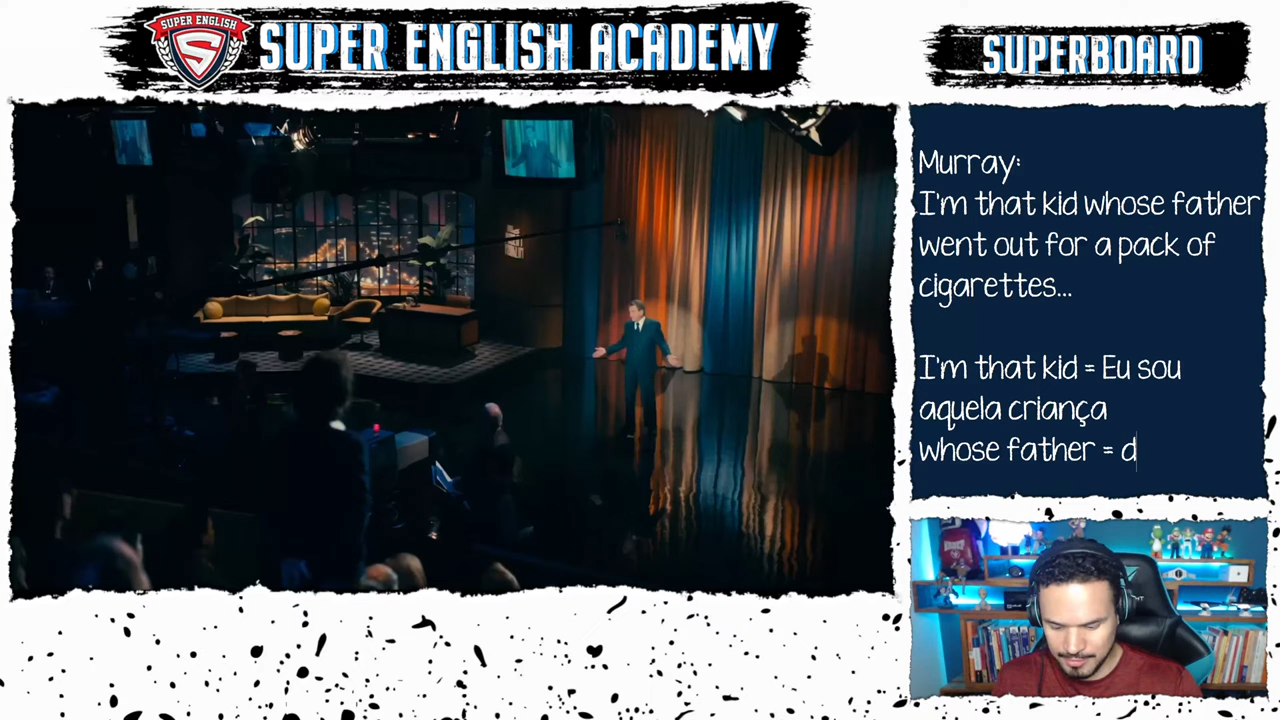 SUPER ENGLISH
SUPER ENGLISH ACADEMY
SUPERBOARD
Murray:
I'm that kid whose father
went out for a pack of
cigarettes...
I'm that kid = Eu sou
aquela criança
whose father = d